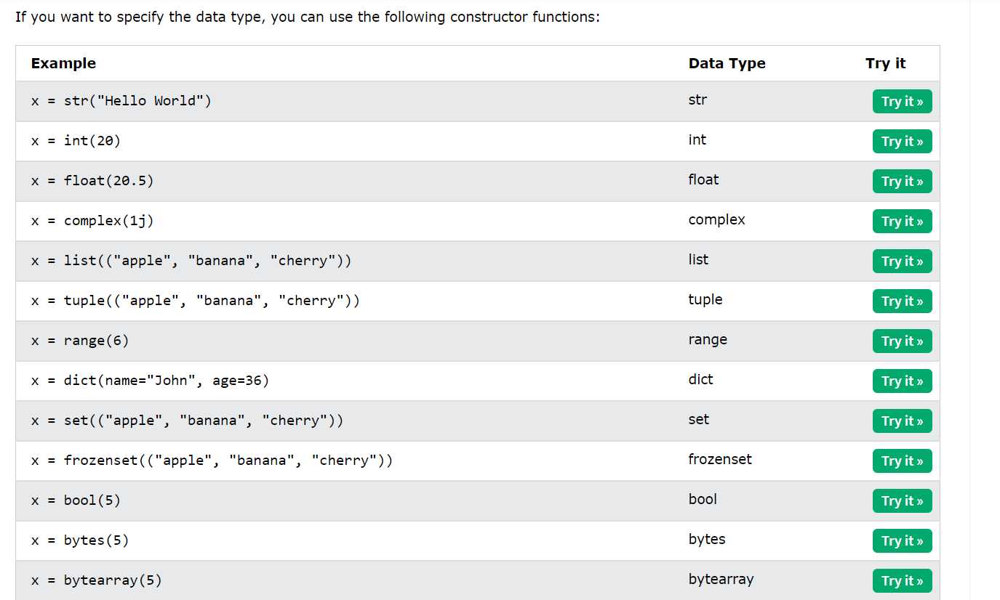 If you want to specify the data type, you can use the following constructor functions:
Example Data Type Try it
x = str("Hello World") str Try it »
x = int(20) int Try it »
x = float(20.5) float Try it »
x = complex(1j) complex Try it »
x = list(("apple", "banana", "cherry")) list Try it »
x = tuple(("apple", "banana", "cherry")) tuple Try it »
x = range(6) range Try it »
x = dict(name="John", age=36) dict Try it »
x = set(("apple", "banana", "cherry")) set Try it »
x = frozenset(("apple", "banana", "cherry")) frozenset Try it »
x = bool(5) bool Try it »
x = bytes(5) bytes Try it »
x = bytearray(5) bytearray Try it »